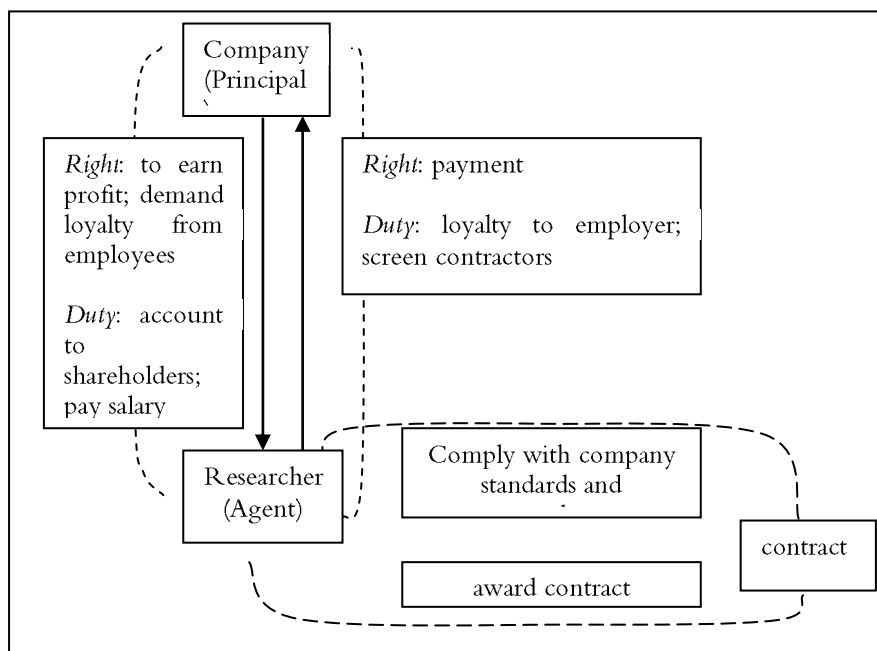 Company
(Principal
Right: to earn
profit; demand
loyalty from
employees
Duty: account
to
shareholders;
pay salary
Right: payment
Duty: loyalty to employer;
screen contractors
Researcher
(Agent)
Comply with company
standards and
contract
award contract